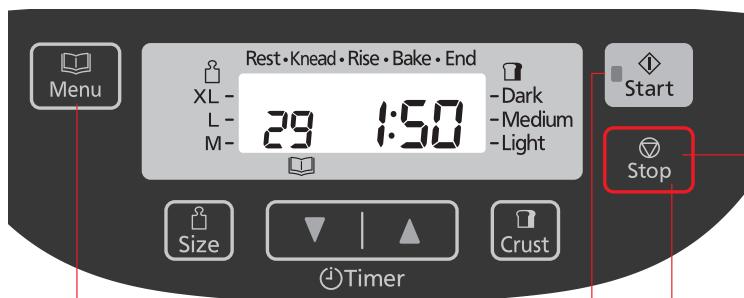 Menu
Rest • Knead • Rise • Bake • End
XL -
L -
M -
29 1:50
- Dark
- Medium
- Light
Start
Stop
Size
Timer
Crust